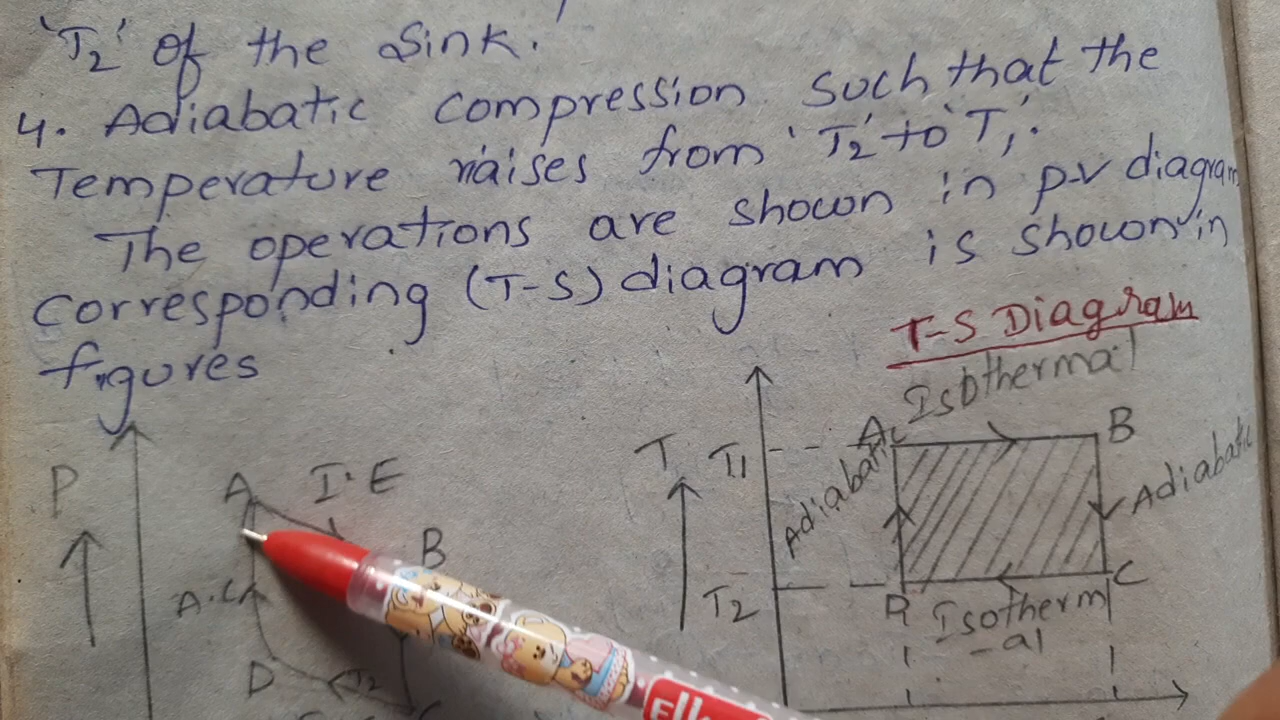 'T2' of the Sink.
4. Adiabatic compression such that the
Temperature raises from 'T2' to 'T1'.
The operations are shown in p-v diagram
Corresponding (T-S) diagram is shown in
figures
T-S Diagram
Isothermal
P
A
I.E
B
A.C
D
T2
C
T
T1
T2
A
B
Adiabatic
Adiabatic
C
Isotherm
-al